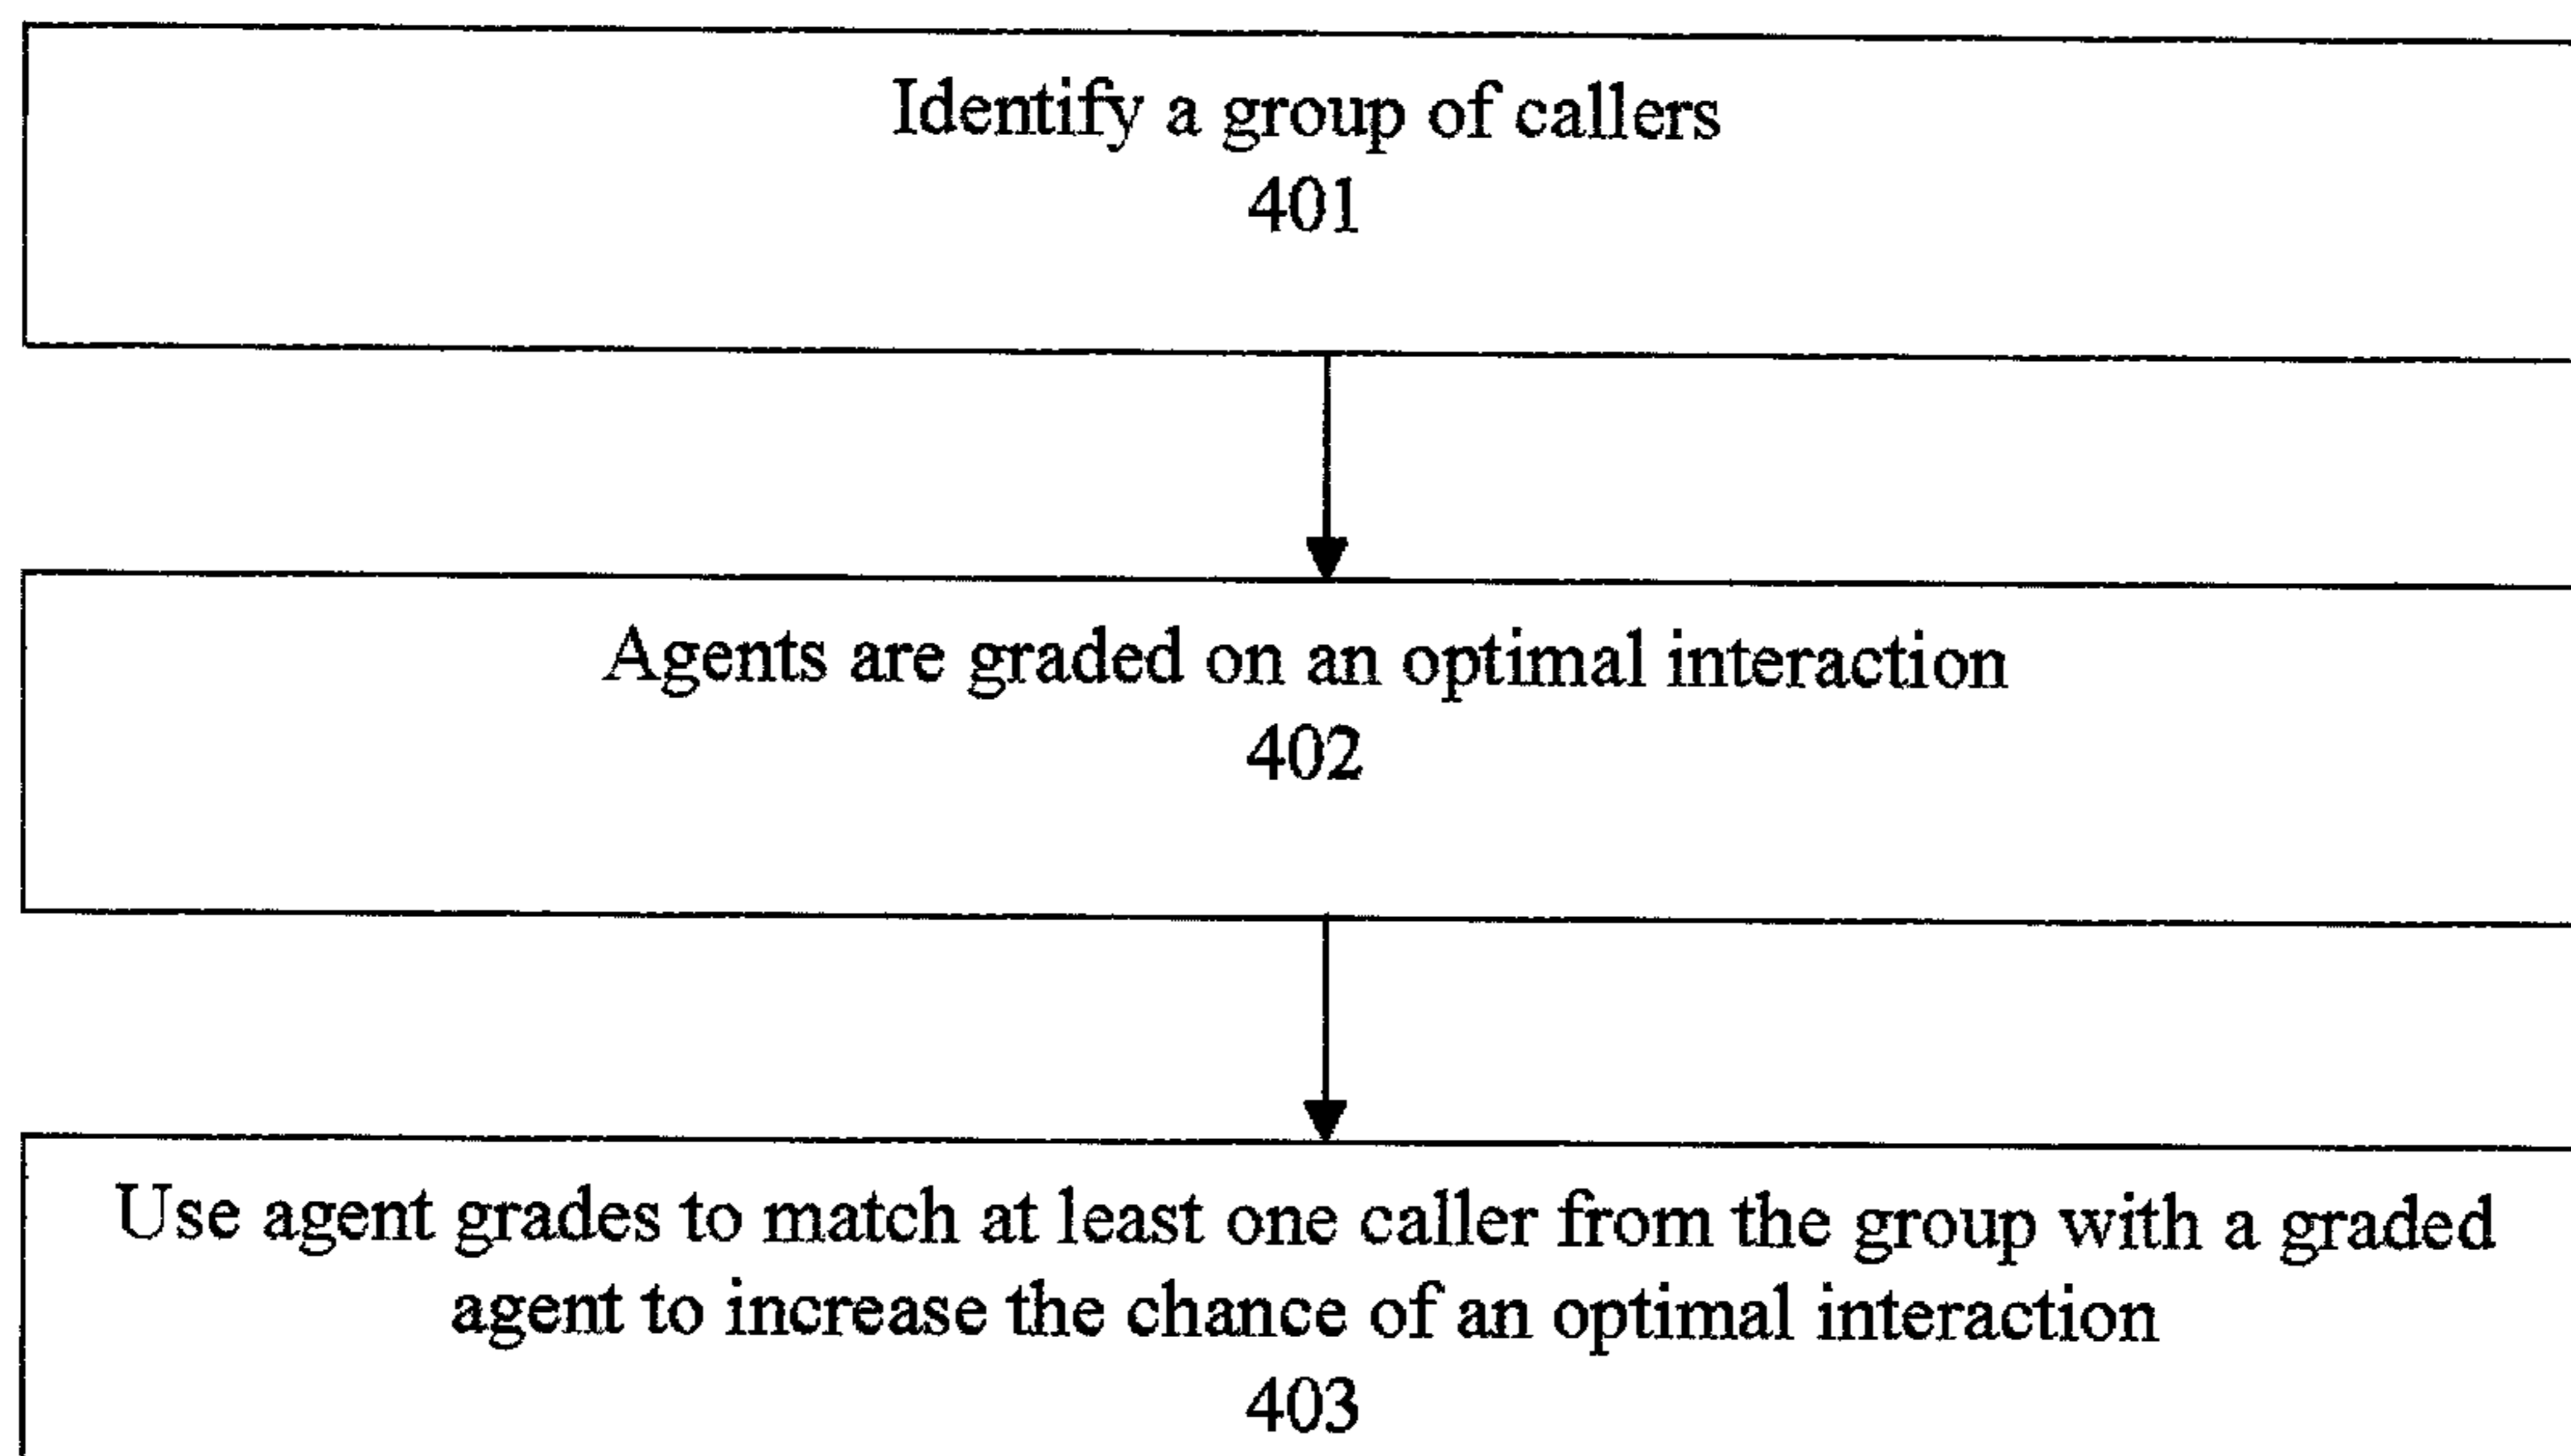 Identify a group of callers
401
Agents are graded on an optimal interaction
402
Use agent grades to match at least one caller from the group with a graded
agent to increase the chance of an optimal interaction
403